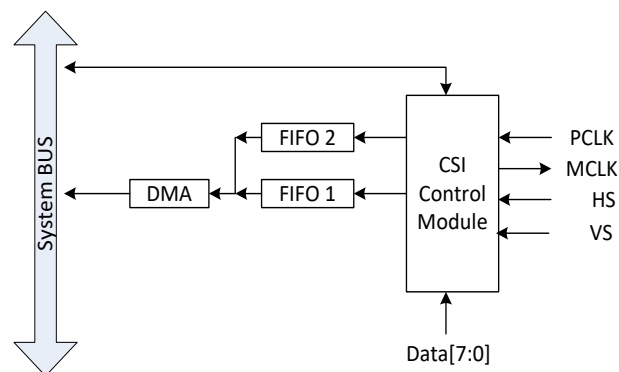 System BUS
DMA
FIFO 2
FIFO 1
CSI
Control
Module
PCLK
MCLK
HS
VS
Data[7:0]